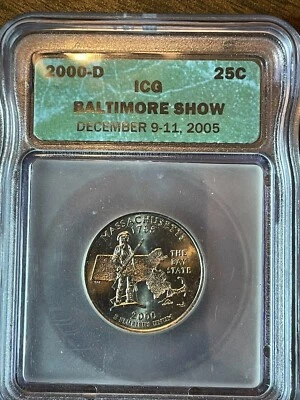 2000-D 25C
ICG
BALTIMORE SHOW
DECEMBER 9-11, 2005
MASSACHUSETTS
1788
THE
BAY
STATE
2000
E PLURIBUS UNUM